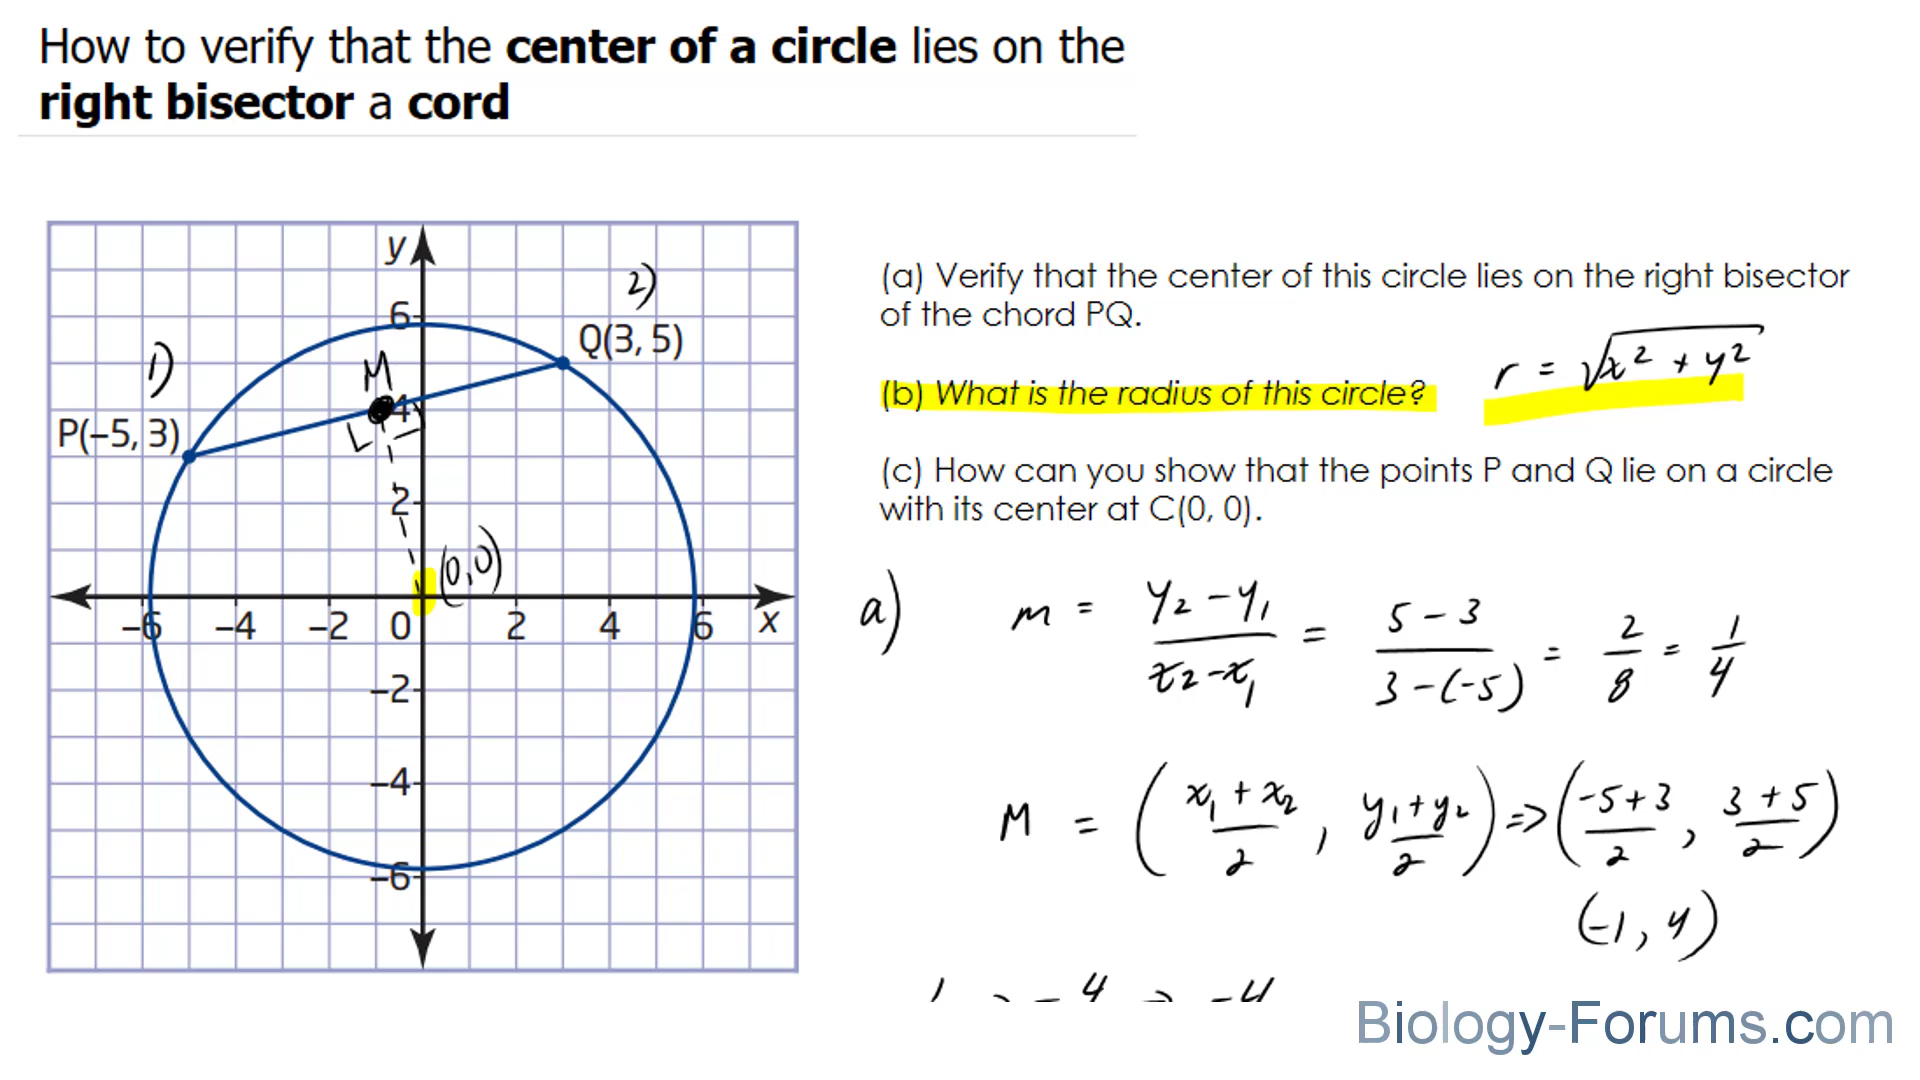 How to verify that the center of a circle lies on the
right bisector a cord
y
2)
6
Q(3, 5)
1)
M
4
P(–5, 3)
2
(0,0)
–6 –4 –2 0 2 4 6 x
–2
–4
–6
(a) Verify that the center of this circle lies on the right bisector
of the chord PQ.
r = √x² + y²
(b) What is the radius of this circle?
(c) How can you show that the points P and Q lie on a circle
with its center at C(0, 0).
a) m = y₂ – y₁ / x₂ – x₁ = 5 – 3 / 3 – (–5) = 2/8 = 1/4
M = (x₁ + x₂ / 2, y₁ + y₂ / 2) => (–5 + 3 / 2, 3 + 5 / 2)
(–1, 4)
–4 –4
Biology-Forums.com